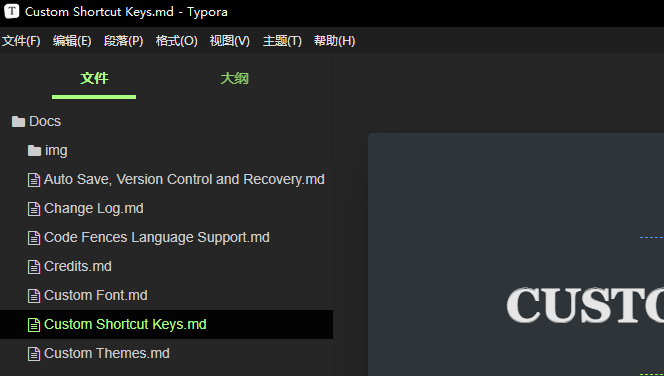 T Custom Shortcut Keys.md - Typora
文件(F) 编辑(E) 段落(P) 格式(O) 视图(V) 主题(T) 帮助(H)
文件 大纲
Docs
img
Auto Save, Version Control and Recovery.md
Change Log.md
Code Fences Language Support.md
Credits.md
Custom Font.md
Custom Shortcut Keys.md
Custom Themes.md
CUSTO